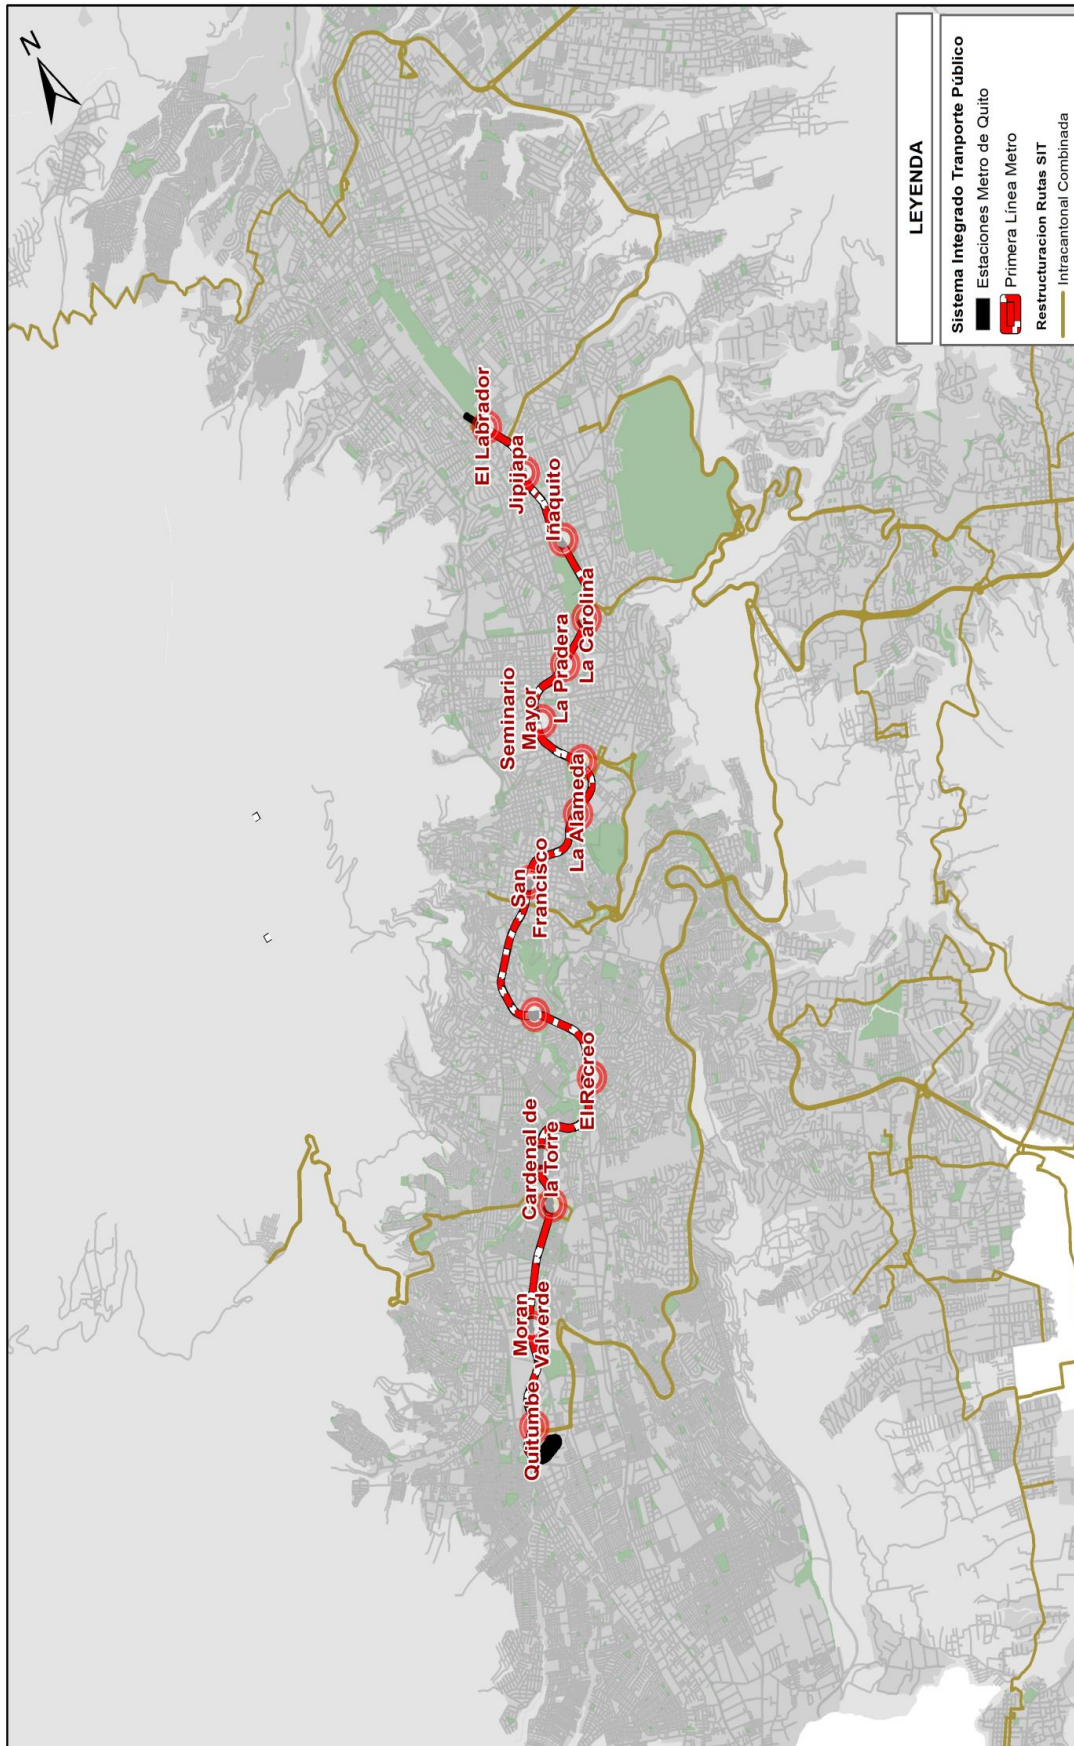 N
El Labrador
Jipijapa
Iñaquito
La Carolina
La Pradera
Seminario
Mayor
La Alameda
San
Francisco
El Recreo
Cardenal de
la Torre
Moran
Valverde
Quitumbe
LEYENDA
Sistema Integrado Tranporte Público
Estaciones Metro de Quito
Primera Línea Metro
Restructuracion Rutas SIT
Intracantonal Combinada